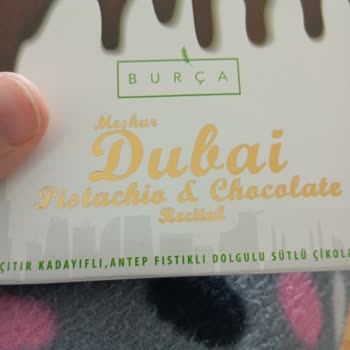 BURÇA
Meşhur
Dubai
Pistachio & Chocolate
Recital
ÇITIR KADAYIFLI, ANTEP FISTIKLI DOLGULU SÜTLÜ ÇİKOLA